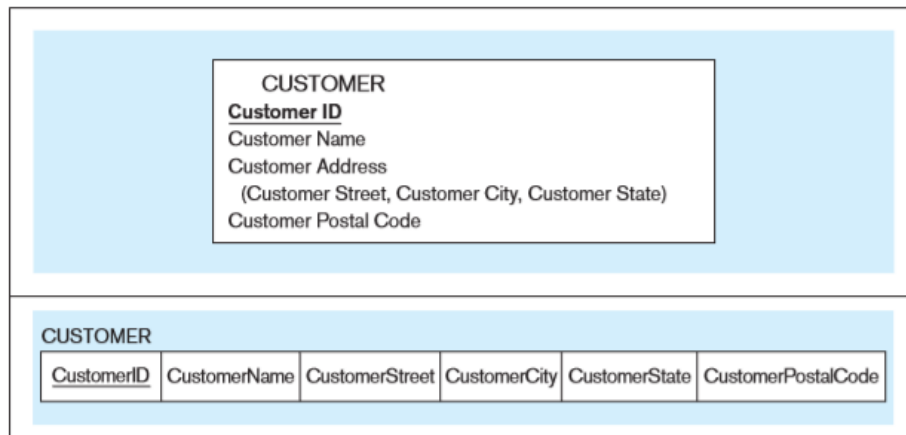 CUSTOMER
Customer ID
Customer Name
Customer Address
(Customer Street, Customer City, Customer State)
Customer Postal Code
CUSTOMER
CustomerID CustomerName CustomerStreet CustomerCity CustomerState CustomerPostalCode